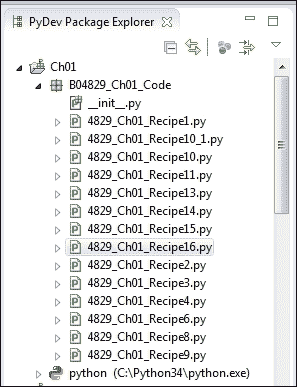 PyDev Package Explorer
Ch01
B04829_Ch01_Code
__init__.py
4829_Ch01_Recipe1.py
4829_Ch01_Recipe10_1.py
4829_Ch01_Recipe10.py
4829_Ch01_Recipe11.py
4829_Ch01_Recipe13.py
4829_Ch01_Recipe14.py
4829_Ch01_Recipe15.py
4829_Ch01_Recipe16.py
4829_Ch01_Recipe2.py
4829_Ch01_Recipe3.py
4829_Ch01_Recipe4.py
4829_Ch01_Recipe6.py
4829_Ch01_Recipe8.py
4829_Ch01_Recipe9.py
python (C:\Python34\python.exe)